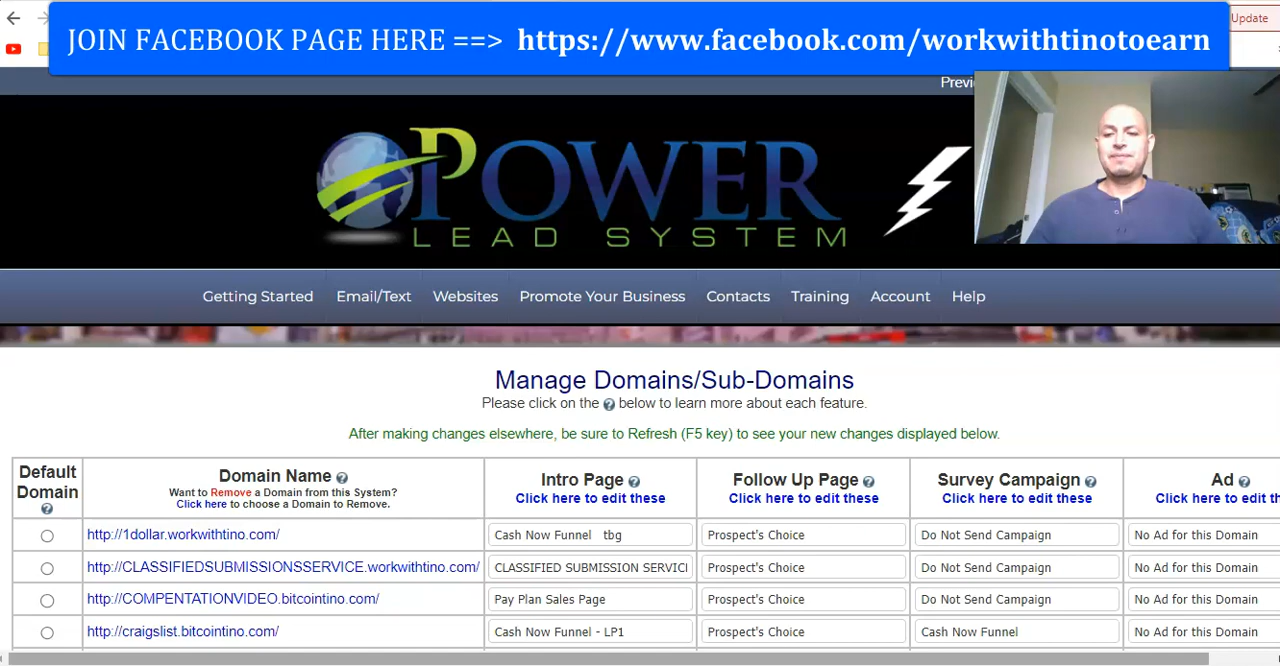 JOIN FACEBOOK PAGE HERE ==> https://www.facebook.com/workwithtinotoearn
Update
POWER
LEAD SYSTEM
Getting Started Email/Text Websites Promote Your Business Contacts Training Account Help
Manage Domains/Sub-Domains
Please click on the ? below to learn more about each feature.
After making changes elsewhere, be sure to Refresh (F5 key) to see your new changes displayed below.
Default Domain ?
Domain Name ?
Want to Remove a Domain from this System?
Click here to choose a Domain to Remove.
Intro Page ?
Click here to edit these
Follow Up Page ?
Click here to edit these
Survey Campaign ?
Click here to edit these
Ad ?
Click here to edit
http://1dollar.workwithtino.com/ Cash Now Funnel tbg Prospect's Choice Do Not Send Campaign No Ad for this Domain
http://CLASSIFIEDSUBMISSIONSSERVICE.workwithtino.com/ CLASSIFIED SUBMISSION SERVICI Prospect's Choice Do Not Send Campaign No Ad for this Domain
http://COMPENTATIONVIDEO.bitcointino.com/ Pay Plan Sales Page Prospect's Choice Do Not Send Campaign No Ad for this Domain
http://craigslist.bitcointino.com/ Cash Now Funnel - LP1 Prospect's Choice Cash Now Funnel No Ad for this Domain